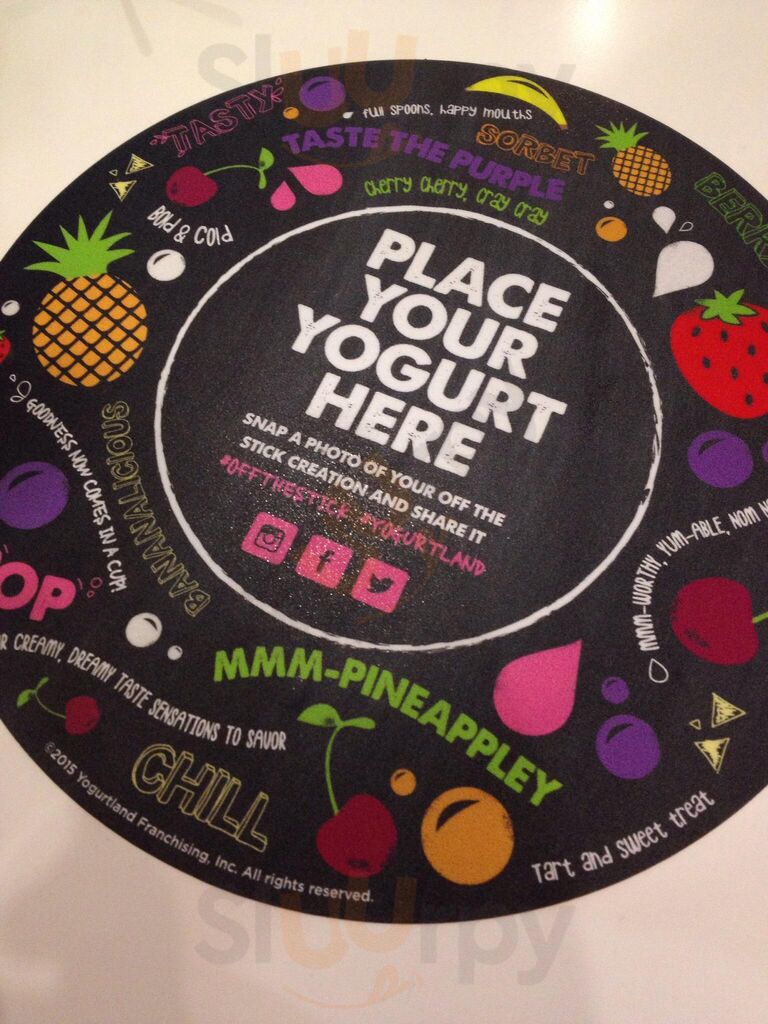 Sluurpy
TASTY
full spoons, happy mouths
TASTE THE PURPLE
SORBET
cherry cherry, cray cray
BOLD & COLD
PLACE
YOUR
YOGURT
HERE
SNAP A PHOTO OF YOUR OFF THE
STICK CREATION AND SHARE IT
#OFFTHESTICK #YOGURTLAND
GOODNESS NOW COMES IN A CUP!
BANANALICIOUS
OP
CREAMY, DREAMY TASTE SENSATIONS TO SAVOR
MMM-PINEAPPLEY
MMM-WORTHY, YUM-ABLE, NOM
CHILL
Tart and sweet treat
©2015 Yogurtland Franchising, Inc. All rights reserved.
Sluurpy